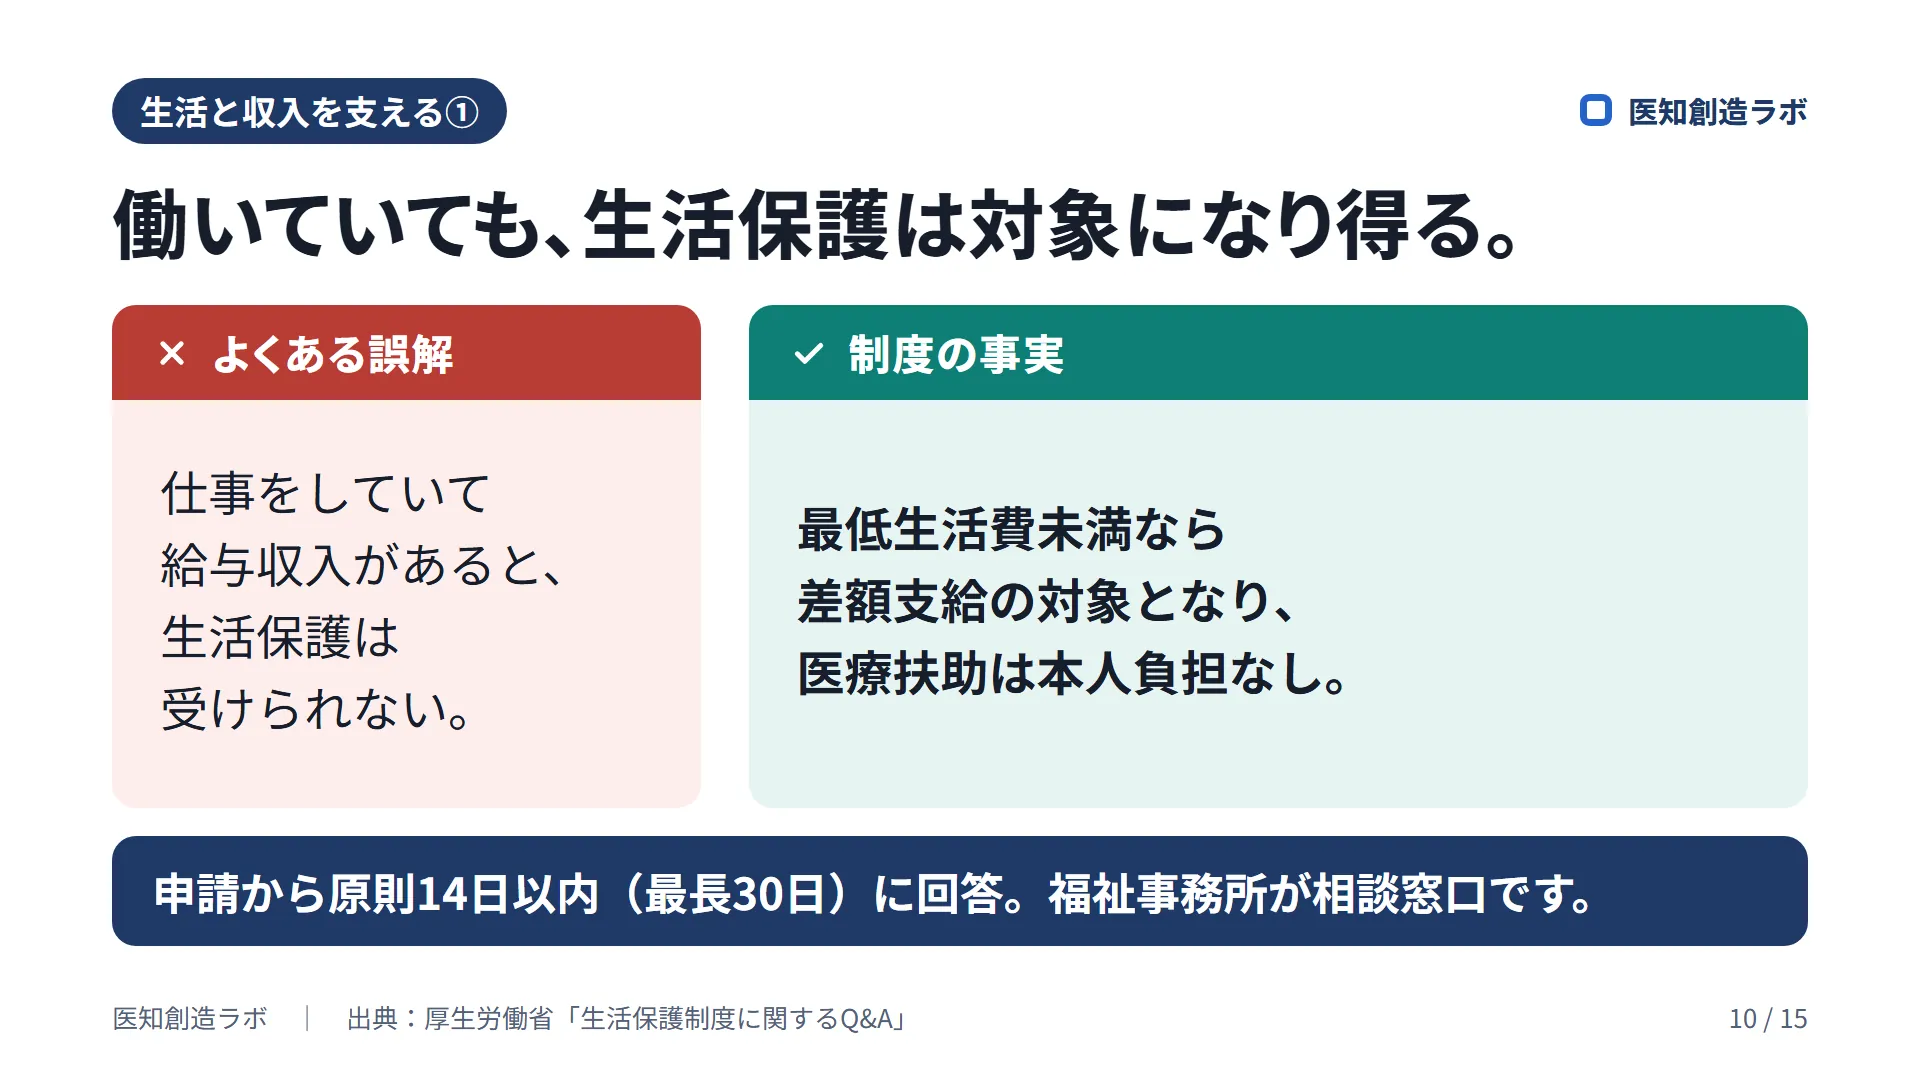 生活と収入を支える①
医知創造ラボ
働いていても、生活保護は対象になり得る。
よくある誤解
仕事をしていて
給与収入があると、
生活保護は
受けられない。
制度の事実
最低生活費未満なら
差額支給の対象となり、
医療扶助は本人負担なし。
申請から原則14日以内（最長30日）に回答。福祉事務所が相談窓口です。
医知創造ラボ ｜ 出典：厚生労働省「生活保護制度に関するQ&A」
10 / 15